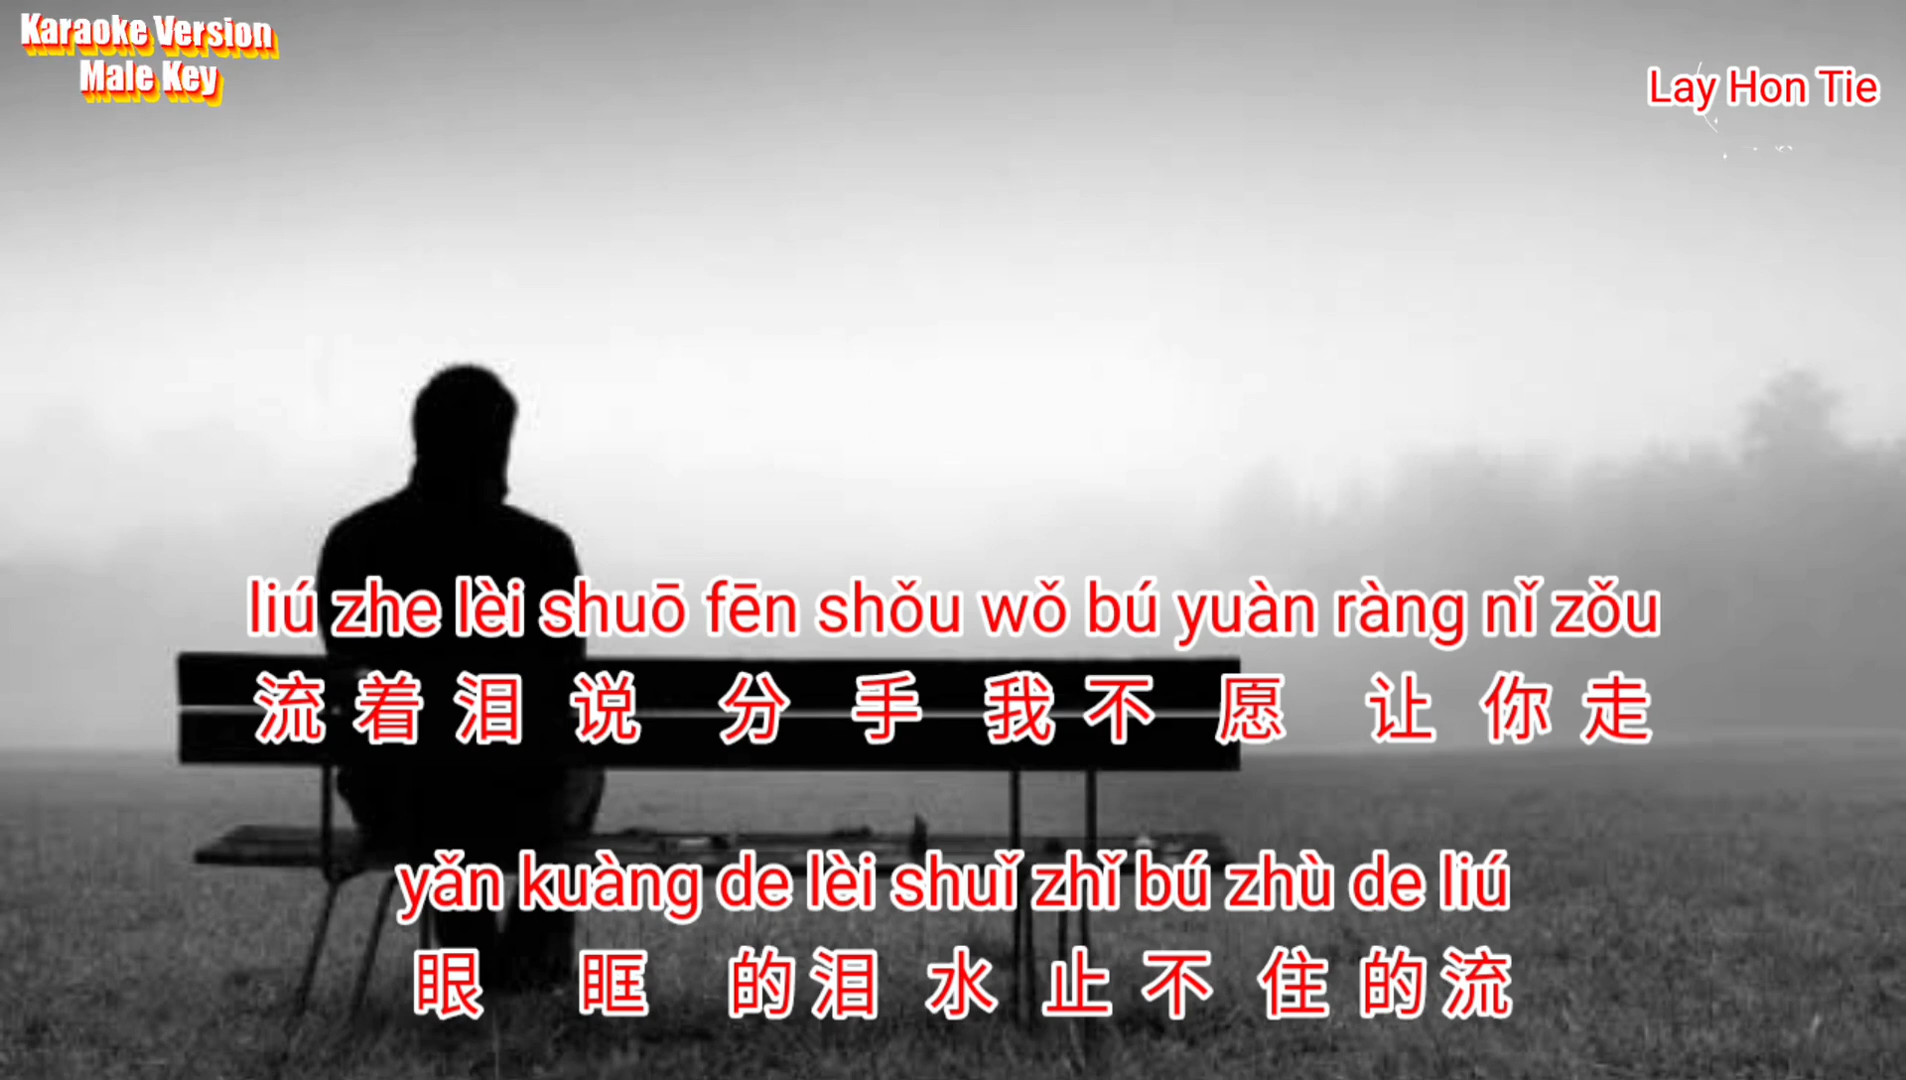 Karaoke Version
Male Key
Lay Hon Tie
liú zhe lèi shuō fēn shǒu wǒ bú yuàn ràng nǐ zǒu
流着泪说分手我不愿让你走
yǎn kuàng de lèi shuǐ zhǐ bú zhù de liú
眼眶的泪水止不住的流